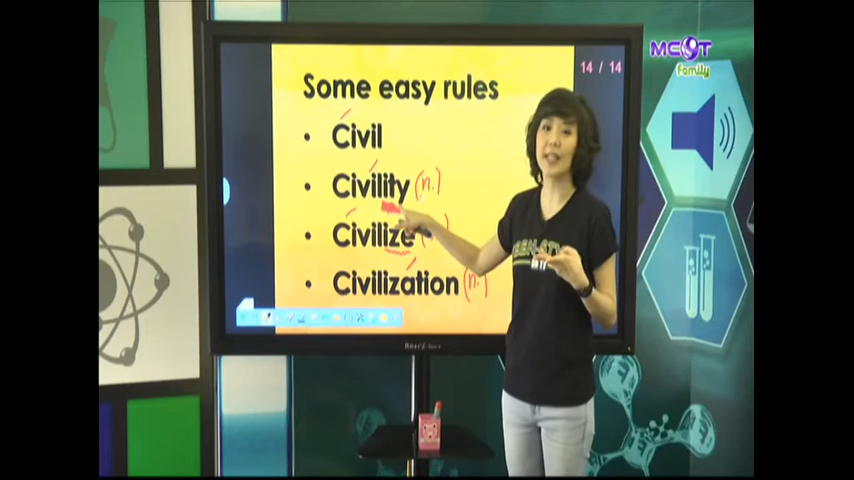 MCOT
family
14 / 14
Some easy rules
• Civil
• Civility (n.)
• Civilize
• Civilization (n.)